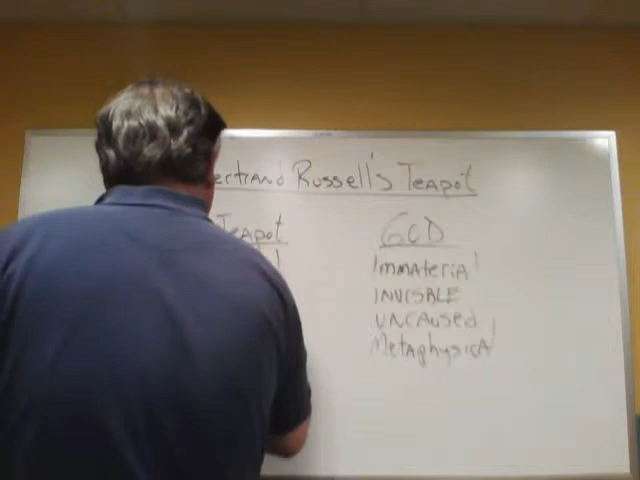 ertrand Russell's Teapot
Teapot
GOD
Immaterial
INVISIBLE
UNCAUSED
Metaphysical